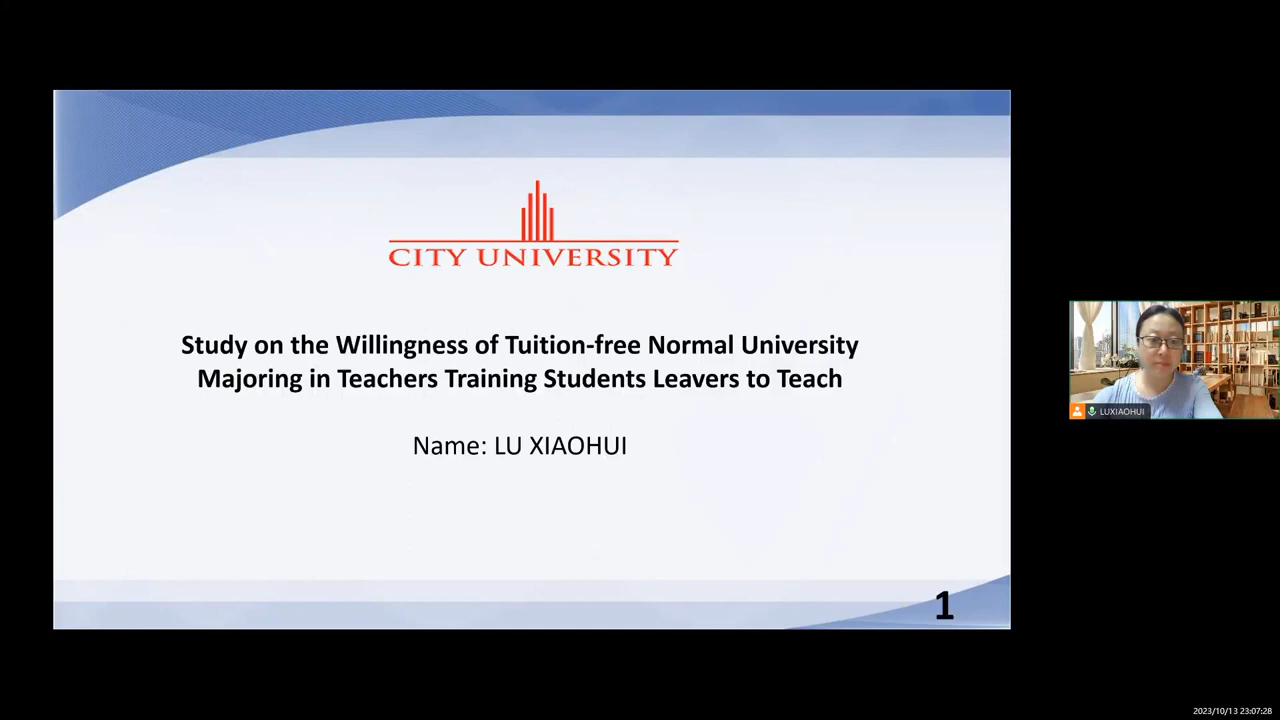 CITY UNIVERSITY
Study on the Willingness of Tuition-free Normal University
Majoring in Teachers Training Students Leavers to Teach
Name: LU XIAOHUI
1
LUXIAOHUI
2023/10/13 23:07:28